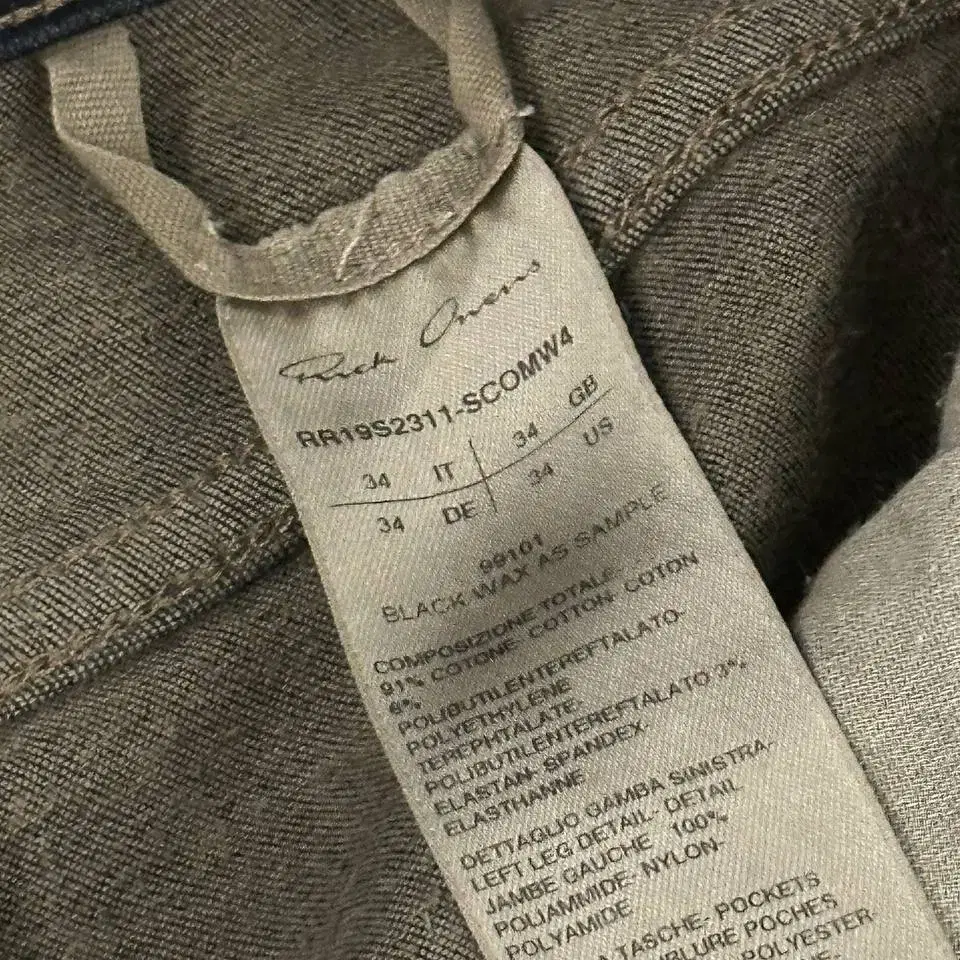 Rick Owens
RR19S2311-SCOMW4
34 IT 34 GB
34 DE 34 US
99101
BLACK WAX AS SAMPLE
COMPOSIZIONE TOTALE
91% COTONE- COTTON- COTON
6%
POLIBUTILENTEREFTALATO-
POLYETHYLENE
TEREPHTALATE-
POLIBUTILENTEREFTALATO 3%
ELASTAN- SPANDEX-
ELASTHANNE
DETTAGLIO GAMBA SINISTRA-
LEFT LEG DETAIL- DETAIL
JAMBE GAUCHE 100%
POLIAMMIDE- NYLON-
POLYAMIDE
TASCHE- POCKETS
POCHES
POLYESTER-